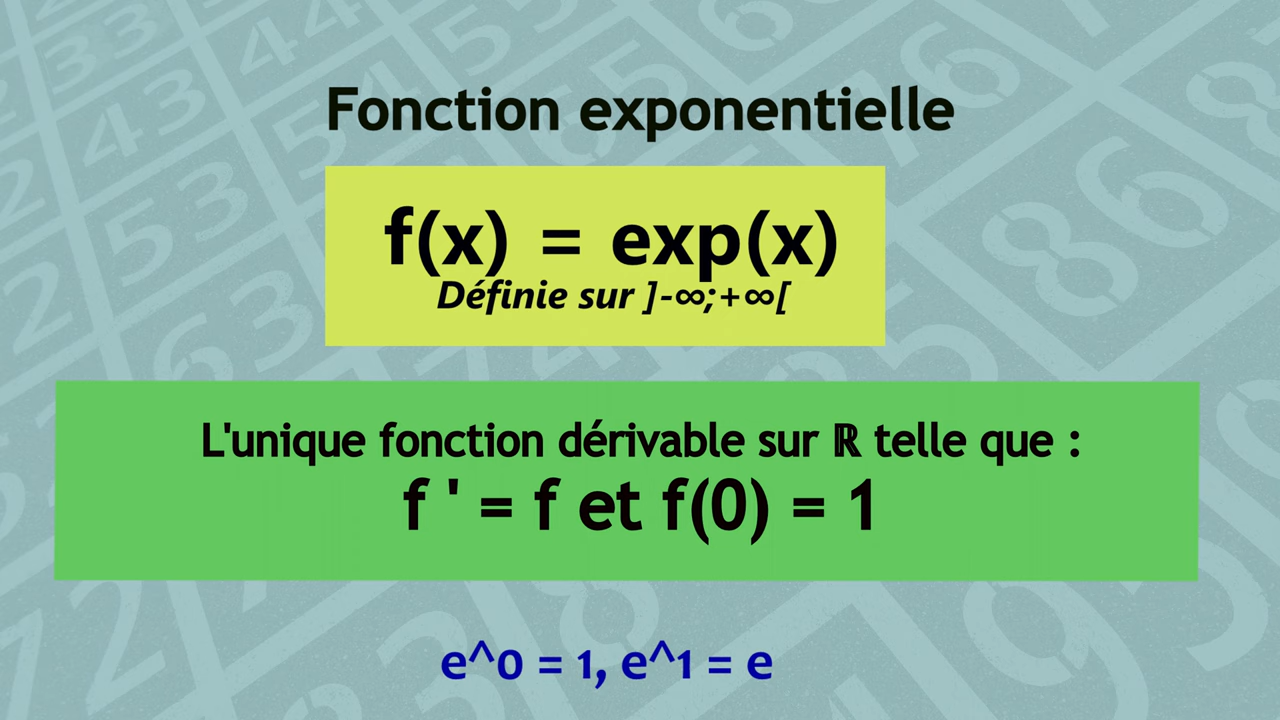 Fonction exponentielle
f(x) = exp(x)
Définie sur ]-∞;+∞[
L'unique fonction dérivable sur ℝ telle que :
f ' = f et f(0) = 1
e^0 = 1, e^1 = e